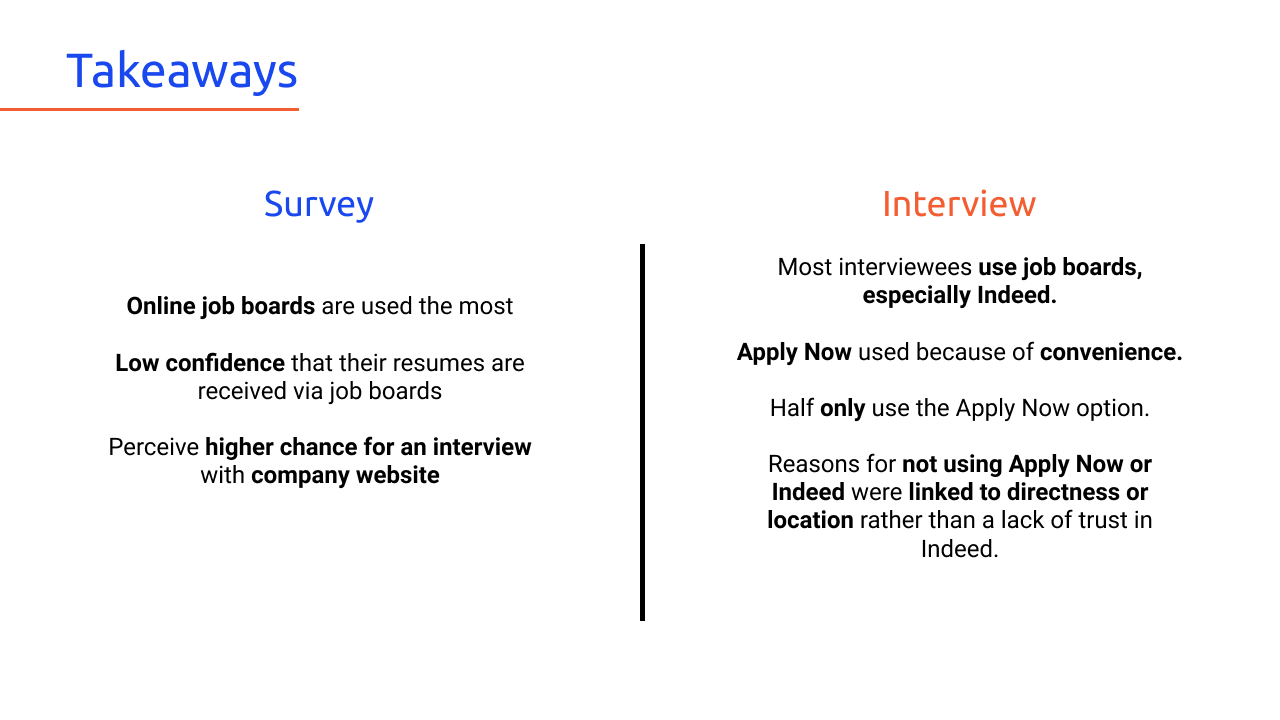 Takeaways
Survey
Online job boards are used the most
Low confidence that their resumes are
received via job boards
Perceive higher chance for an interview
with company website
Interview
Most interviewees use job boards,
especially Indeed.
Apply Now used because of convenience.
Half only use the Apply Now option.
Reasons for not using Apply Now or
Indeed were linked to directness or
location rather than a lack of trust in
Indeed.